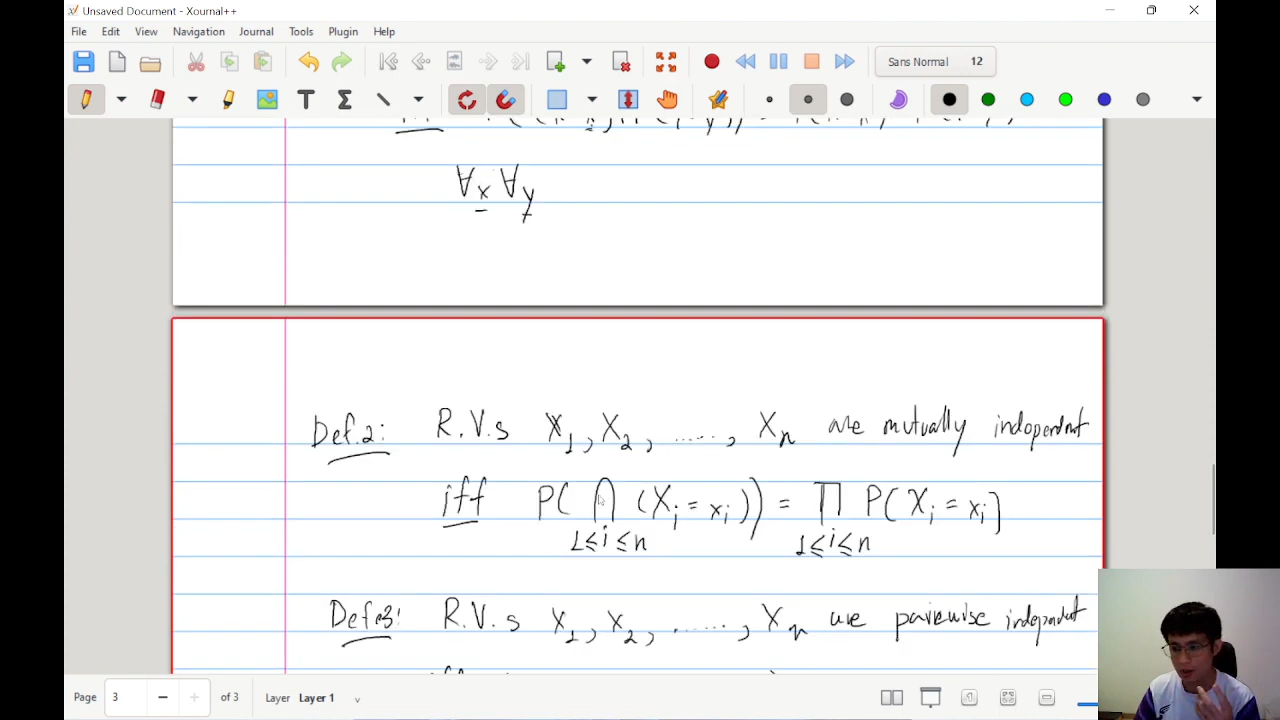 Unsaved Document - Xournal++
File Edit View Navigation Journal Tools Plugin Help
Sans Normal 12
∀x ∀y
Def.2: R.V.s X₁, X₂, ....., Xₙ are mutually independent
iff P( ⋂ (Xᵢ = xᵢ)) = ∏ P(Xᵢ = xᵢ)
1≤i≤n 1≤i≤n
Def.3: R.V.s X₁, X₂, ......, Xₙ are pairwise independent
Page 3 of 3 Layer Layer 1